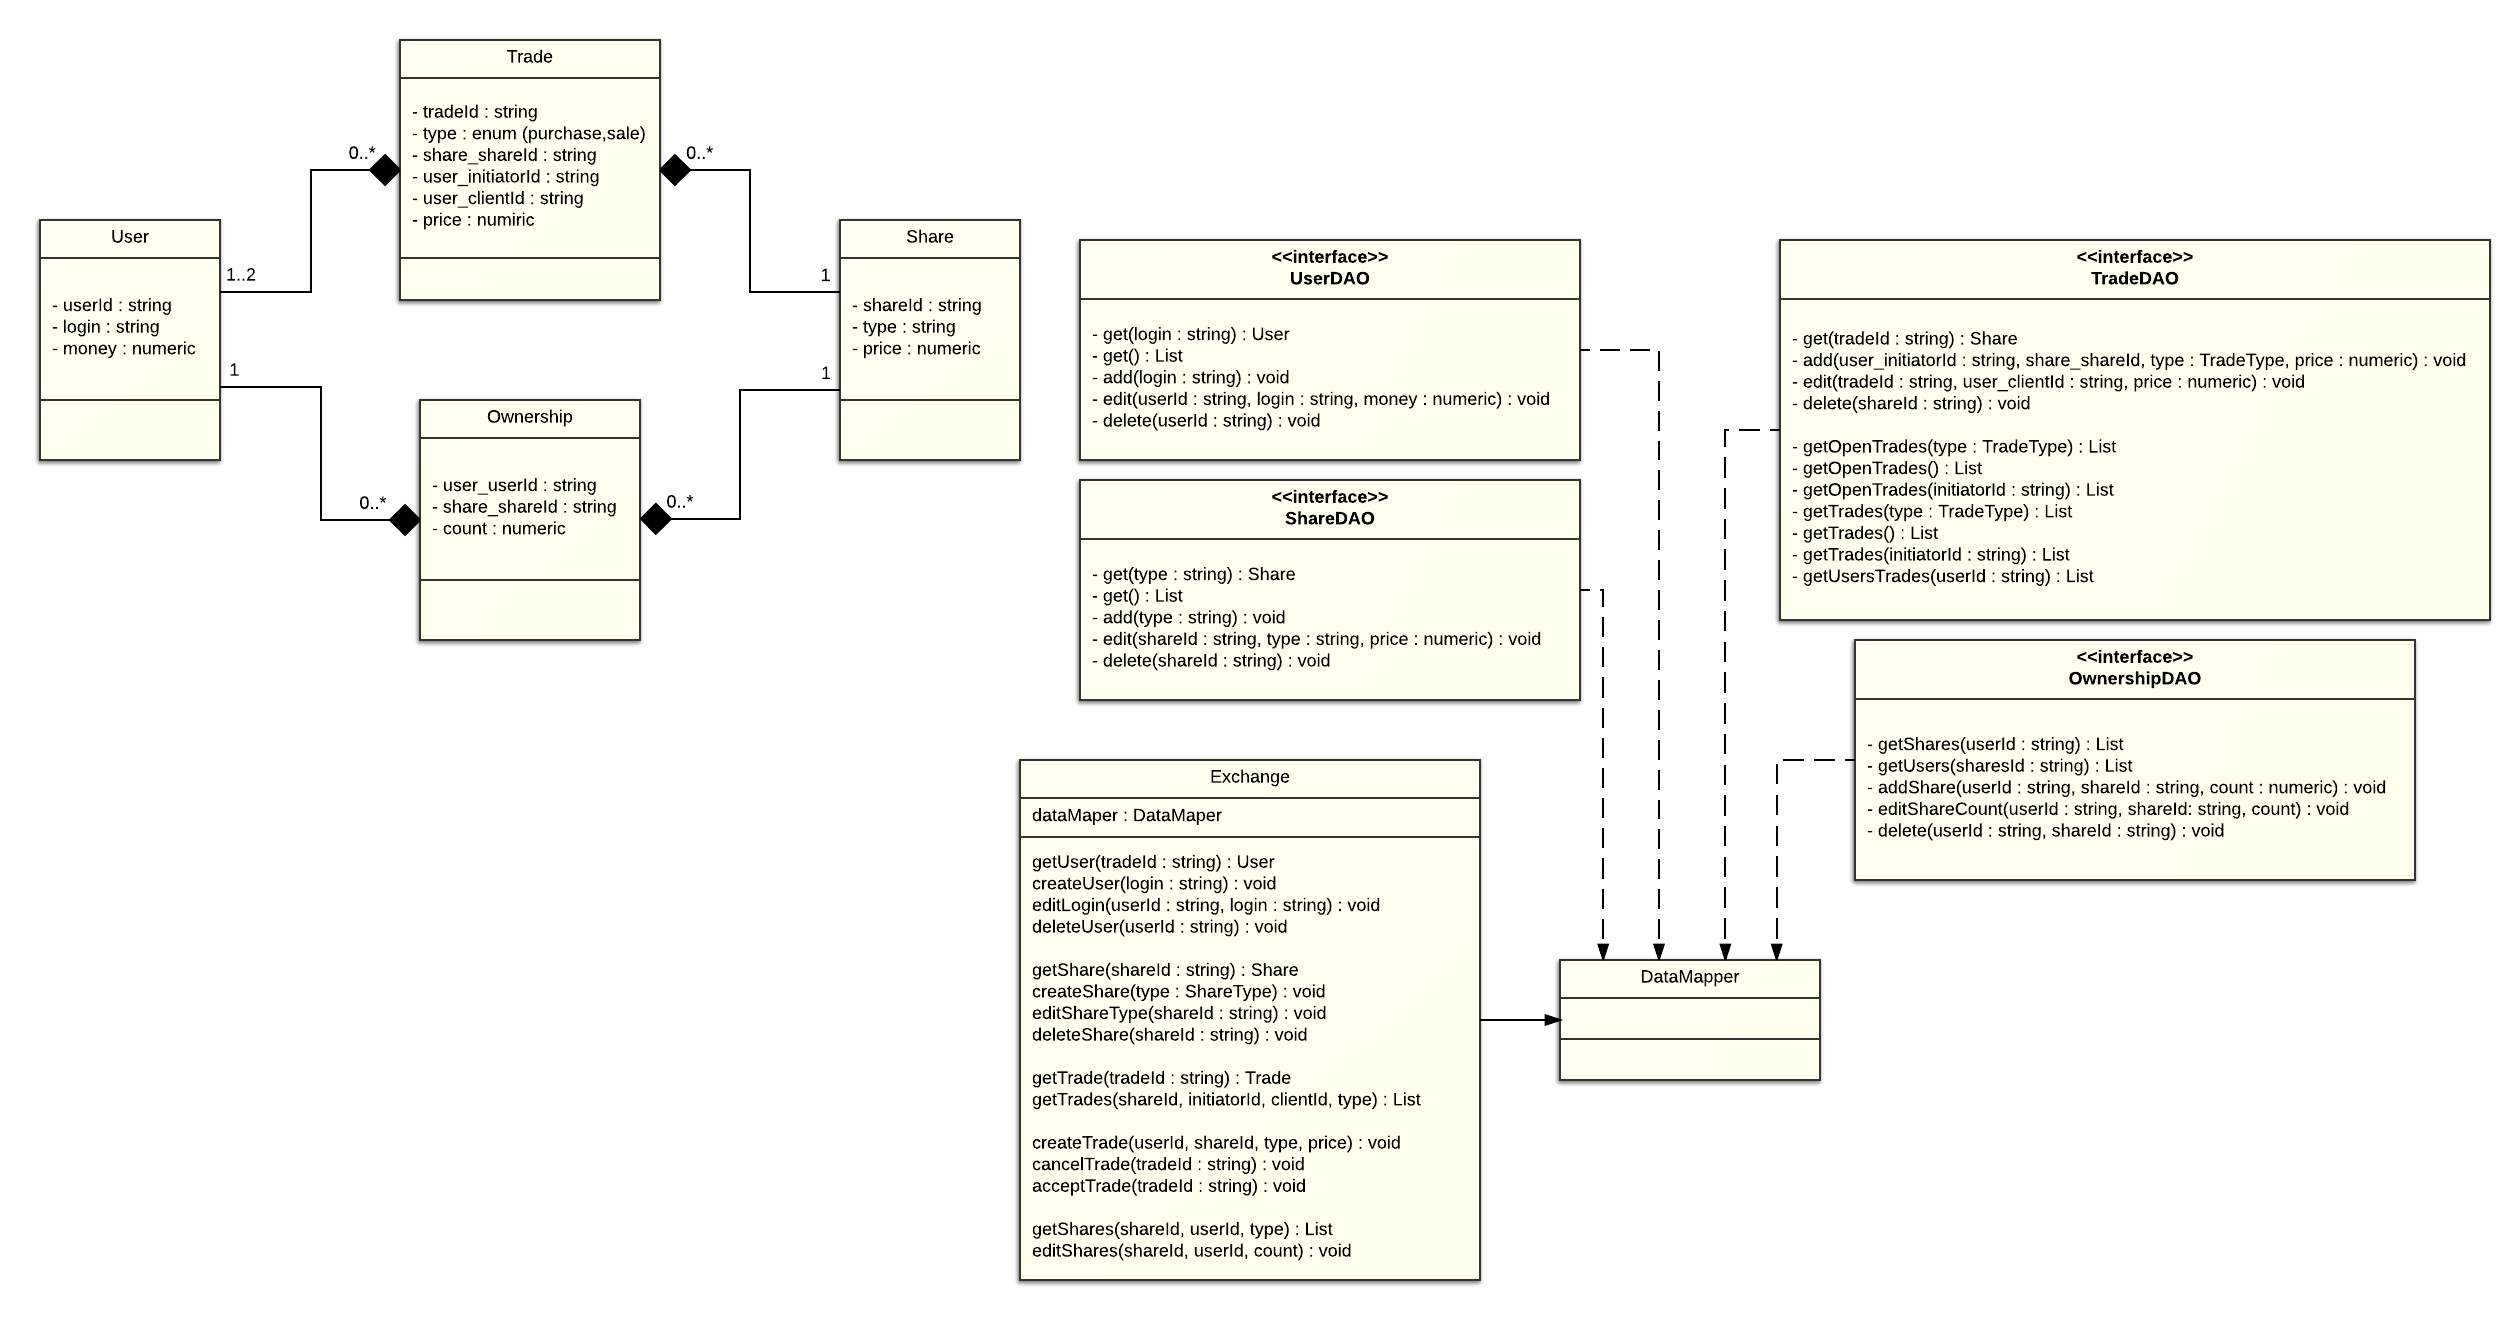 Trade
- tradeId : string
- type : enum (purchase,sale)
- share_shareId : string
- user_initiatorId : string
- user_clientId : string
- price : numiric
0..*
0..*
User
- userId : string
- login : string
- money : numeric
1..2
1
Share
- shareId : string
- type : string
- price : numeric
1
1
Ownership
- user_userId : string
- share_shareId : string
- count : numeric
0..*
0..*
<<interface>>
UserDAO
- get(login : string) : User
- get() : List
- add(login : string) : void
- edit(userId : string, login : string, money : numeric) : void
- delete(userId : string) : void
<<interface>>
ShareDAO
- get(type : string) : Share
- get() : List
- add(type : string) : void
- edit(shareId : string, type : string, price : numeric) : void
- delete(shareId : string) : void
<<interface>>
TradeDAO
- get(tradeId : string) : Share
- add(user_initiatorId : string, share_shareId, type : TradeType, price : numeric) : void
- edit(tradeId : string, user_clientId : string, price : numeric) : void
- delete(shareId : string) : void
- getOpenTrades(type : TradeType) : List
- getOpenTrades() : List
- getOpenTrades(initiatorId : string) : List
- getTrades(type : TradeType) : List
- getTrades() : List
- getTrades(initiatorId : string) : List
- getUsersTrades(userId : string) : List
<<interface>>
OwnershipDAO
- getShares(userId : string) : List
- getUsers(sharesId : string) : List
- addShare(userId : string, shareId : string, count : numeric) : void
- editShareCount(userId : string, shareId: string, count) : void
- delete(userId : string, shareId : string) : void
Exchange
dataMaper : DataMaper
getUser(tradeId : string) : User
createUser(login : string) : void
editLogin(userId : string, login : string) : void
deleteUser(userId : string) : void
getShare(shareId : string) : Share
createShare(type : ShareType) : void
editShareType(shareId : string) : void
deleteShare(shareId : string) : void
getTrade(tradeId : string) : Trade
getTrades(shareId, initiatorId, clientId, type) : List
createTrade(userId, shareId, type, price) : void
cancelTrade(tradeId : string) : void
acceptTrade(tradeId : string) : void
getShares(shareId, userId, type) : List
editShares(shareId, userId, count) : void
DataMapper